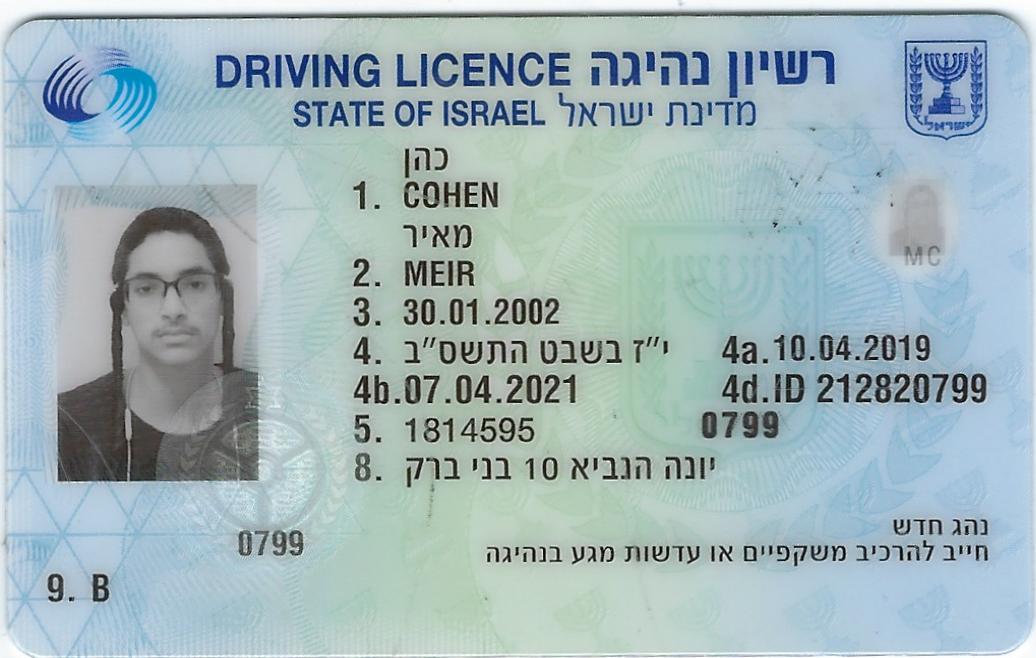 DRIVING LICENCE רשיון נהיגה
STATE OF ISRAEL מדינת ישראל
ישראל
כהן
1. COHEN
מאיר
2. MEIR
MC
3. 30.01.2002
4. י״ז בשבט התשס״ב 4a.10.04.2019
4b.07.04.2021 4d.ID 212820799
5. 1814595 0799
8. יונה הנביא 10 בני ברק
נהג חדש
0799
חייב להרכיב משקפיים או עדשות מגע בנהיגה
9. B